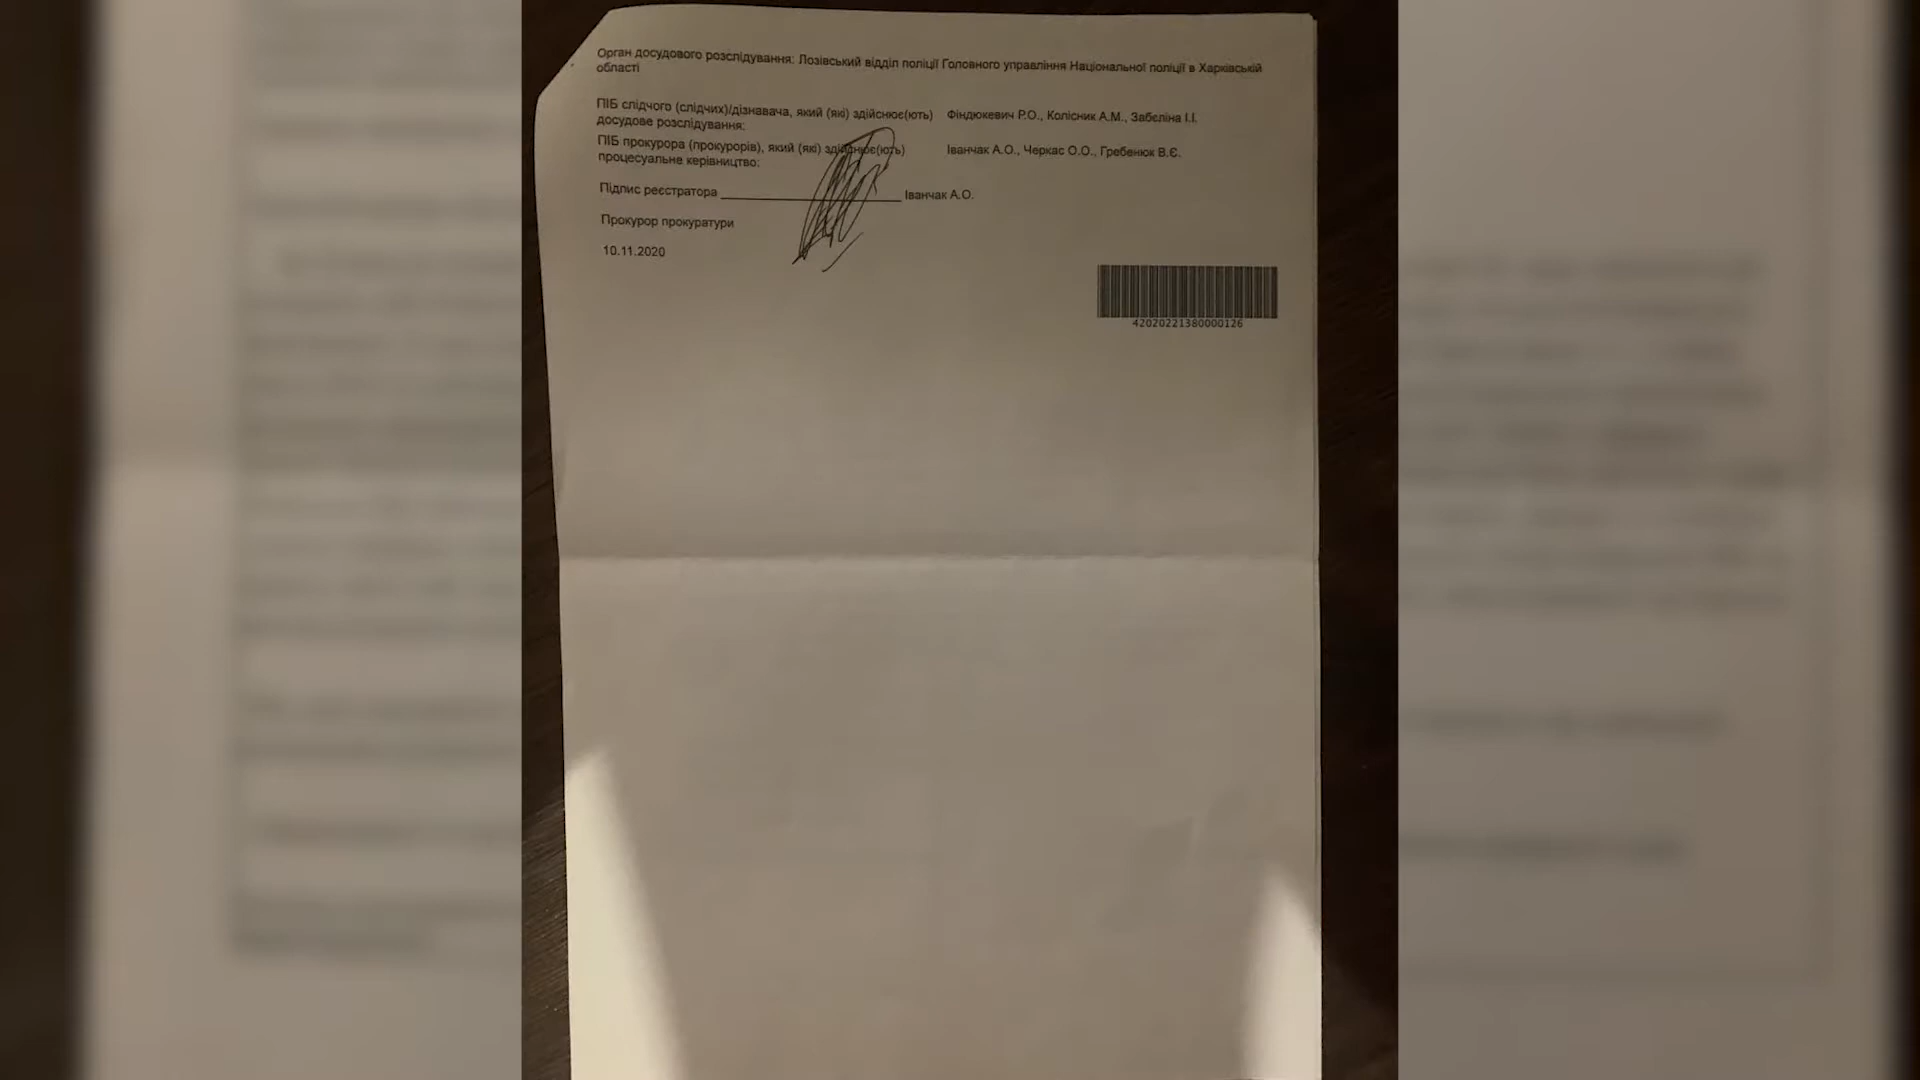 Орган досудового розслідування: Лозівський відділ поліції Головного управління Національної поліції в Харківській
області
ПІБ слідчого (слідчих)/дізнавача, який (які) здійснює(ють)
досудове розслідування:
Фіндюкевич Р.О., Колісник А.М., Забєліна І.І.
ПІБ прокурора (прокурорів), який (які) здійснює(ють)
процесуальне керівництво:
Іванчак А.О., Черкас О.О., Гребенюк В.Є.
Підпис реєстратора Іванчак А.О.
Прокурор прокуратури
10.11.2020
42020221380000126